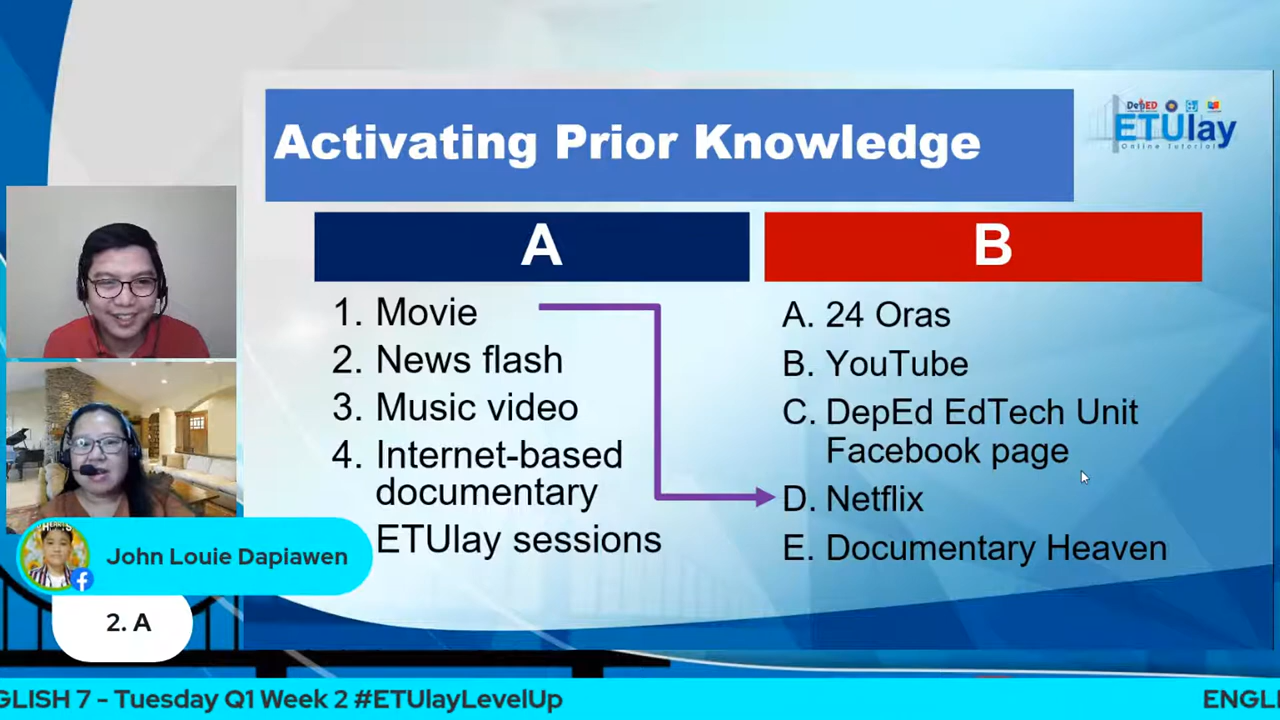 Activating Prior Knowledge
DepED
ETUlay
Online Tutorial
A
B
1. Movie
2. News flash
3. Music video
4. Internet-based
documentary
ETUlay sessions
A. 24 Oras
B. YouTube
C. DepEd EdTech Unit
Facebook page
D. Netflix
E. Documentary Heaven
John Louie Dapiawen
2. A
GLISH 7 - Tuesday Q1 Week 2 #ETUlayLevelUp
ENGLI